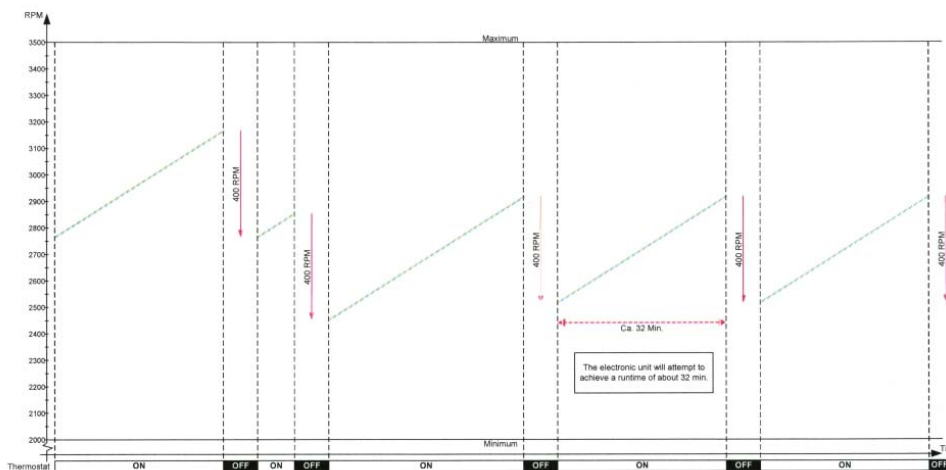 RPM
3500
Maximum
3400
3300
3200
3100
3000
2900
2800
2700
2600
2500
2400
2300
2200
2100
2000
400 RPM
400 RPM
400 RPM
400 RPM
400 RPM
Ca. 32 Min.
The electronic unit will attempt to
achieve a runtime of about 32 min.
Minimum
Thermostat ON OFF ON OFF ON OFF ON OFF ON OFF